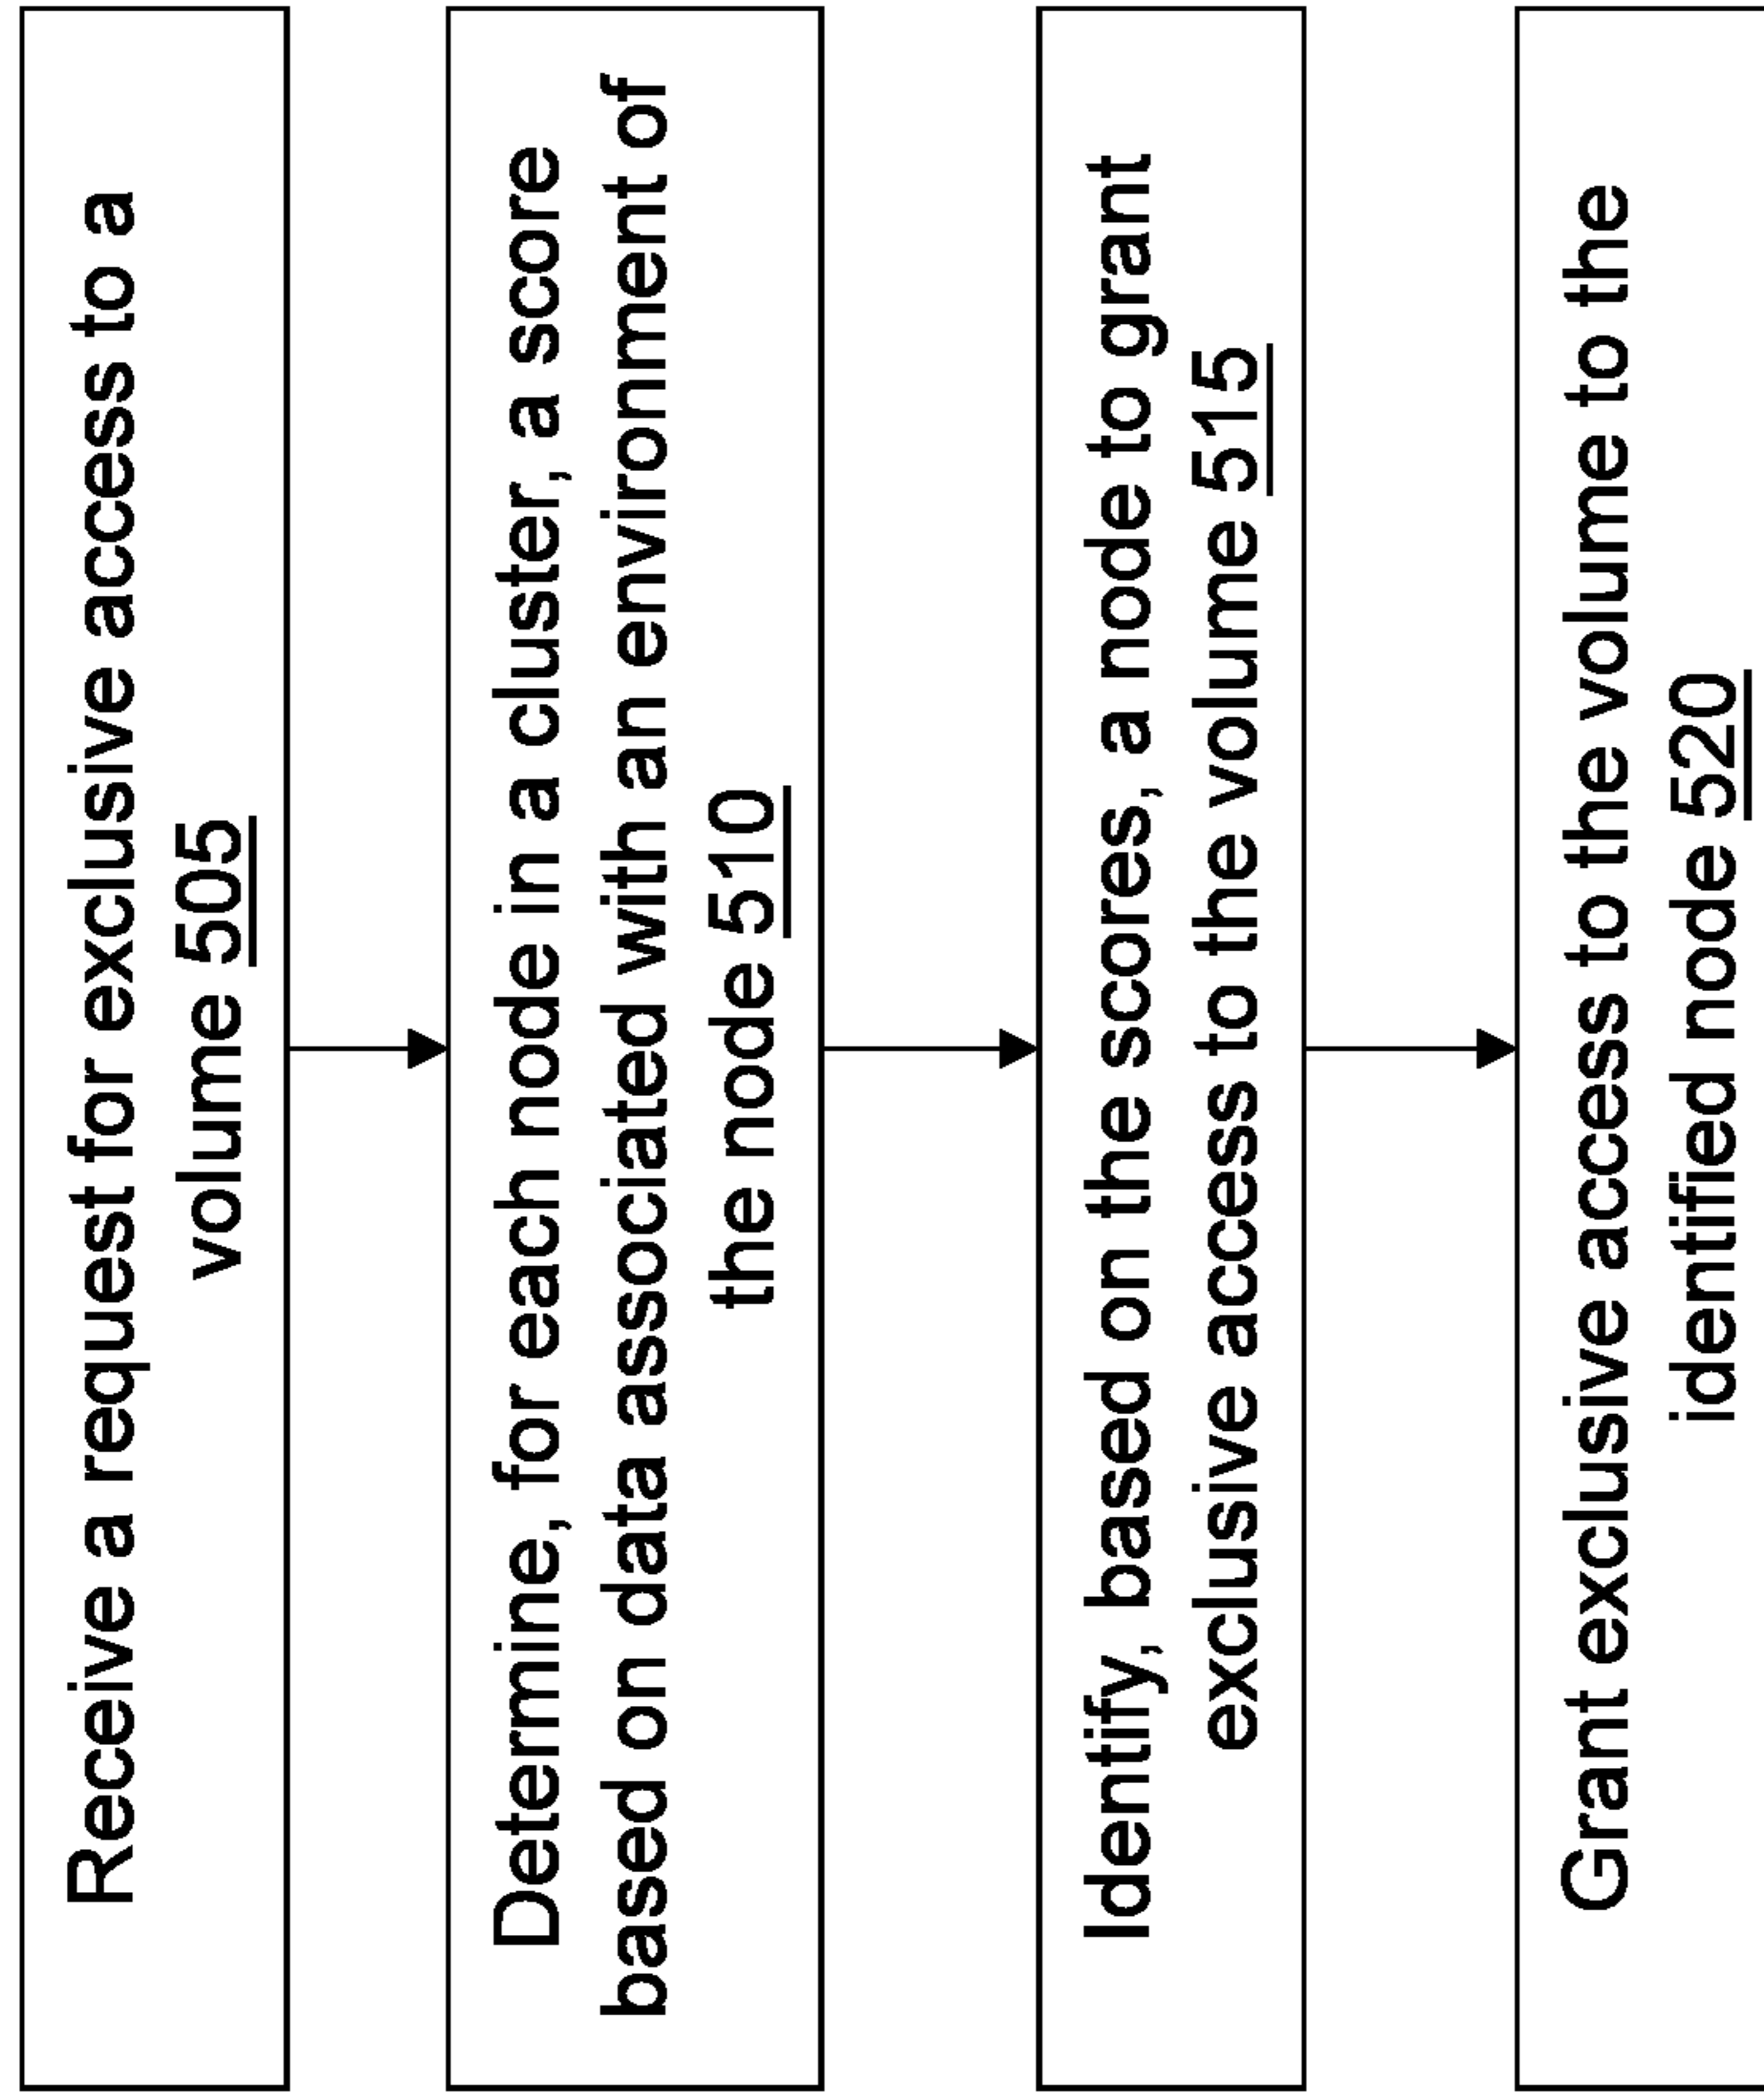 Receive a request for exclusive access to a
volume 505
Determine, for each node in a cluster, a score
based on data associated with an environment of
the node 510
Identify, based on the scores, a node to grant
exclusive access to the volume 515
Grant exclusive access to the volume to the
identified node 520